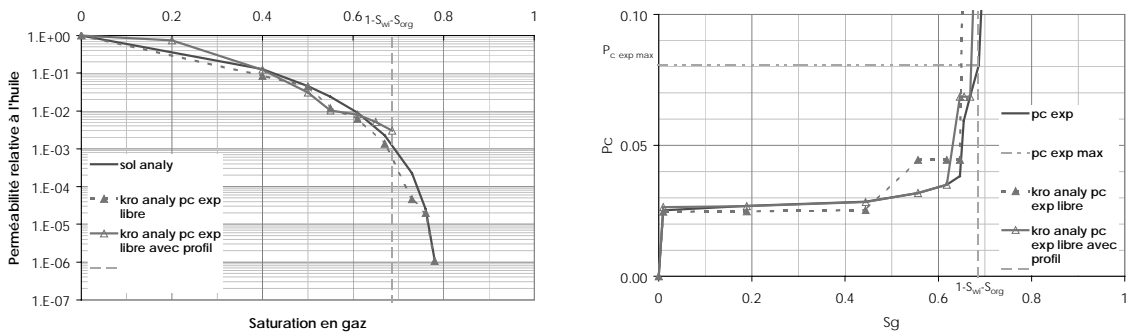 0 0.2 0.4 0.6 1-Swi-Sorg 0.8 1
1.E+00
1.E-01
1.E-02
1.E-03
1.E-04
1.E-05
1.E-06
1.E-07
Perméabilité relative à l'huile
sol analy
kro analy pc exp
libre
kro analy pc exp
libre avec profil
Saturation en gaz
0.10
Pc exp max
0.05
0.00
Pc
pc exp
pc exp max
kro analy pc
exp libre
kro analy pc
exp libre avec
profil
0 0.2 0.4 0.6 0.8 1
1-Swi-Sorg
Sg